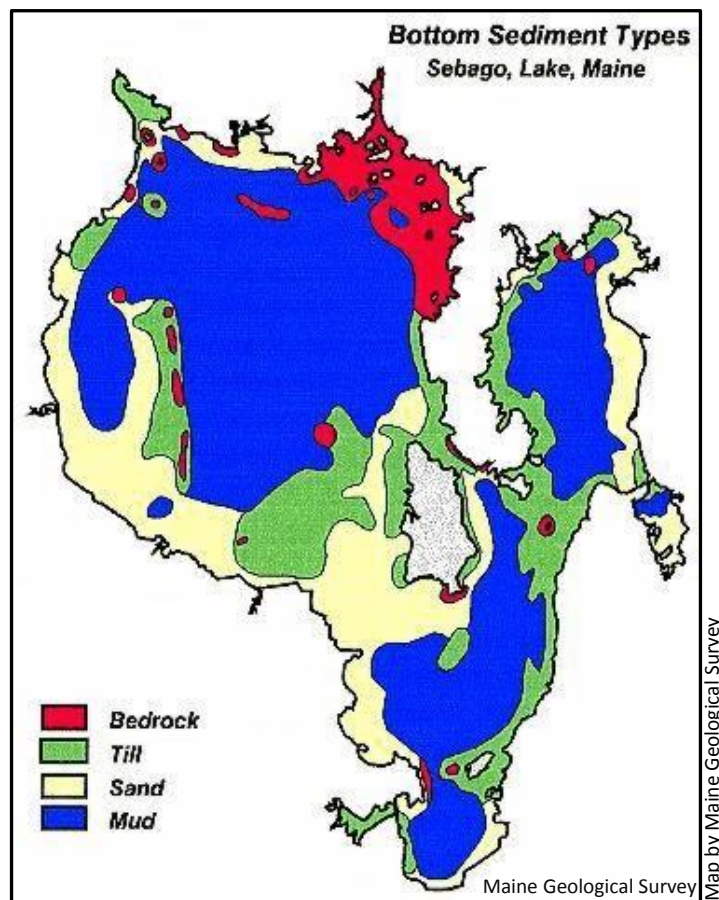 Bottom Sediment Types
Sebago, Lake, Maine
Bedrock
Till
Sand
Mud
Maine Geological Survey
Map by Maine Geological Survey